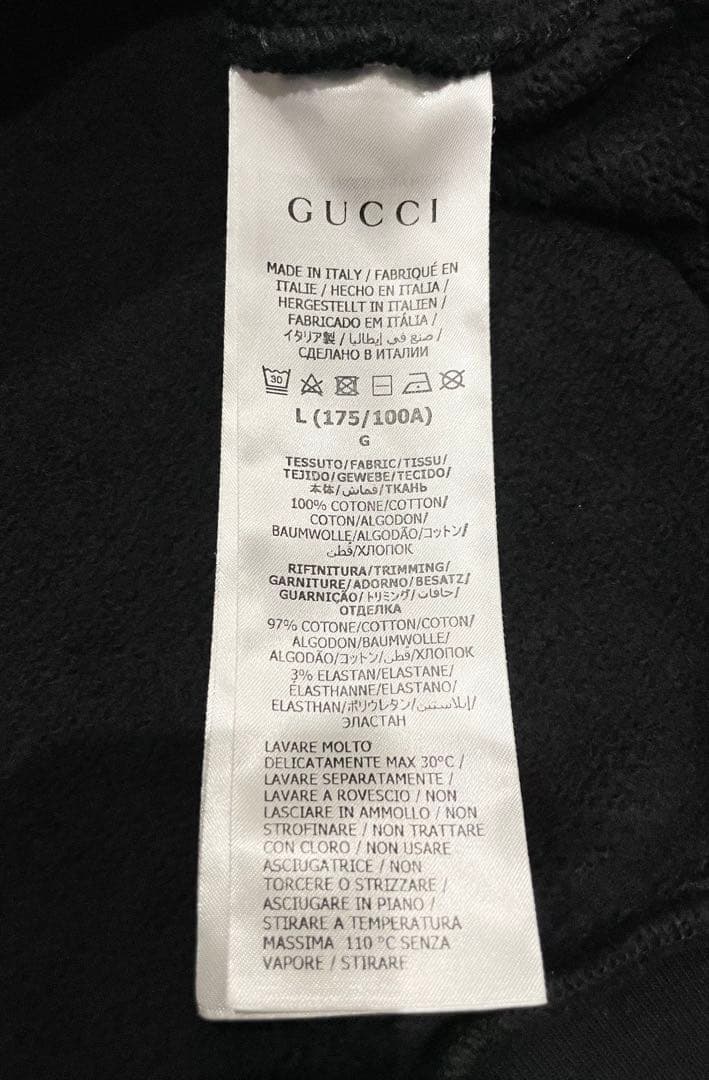 GUCCI
MADE IN ITALY / FABRIQUÉ EN
ITALIE / HECHO EN ITALIA /
HERGESTELLT IN ITALIEN /
FABRICADO EM ITÁLIA /
イタリア製 / صنع في إيطاليا /
СДЕЛАНО В ИТАЛИИ
30
L (175/100A)
G
TESSUTO/FABRIC/TISSU/
TEJIDO/GEWEBE/TECIDO/
本体/قماش/ТКАНЬ
100% COTONE/COTTON/
COTON/ALGODON/
BAUMWOLLE/ALGODÃO/コットン/
قطن/ХЛОПОК
RIFINITURA/TRIMMING/
GARNITURE/ADORNO/BESATZ/
GUARNIÇÃO/トリミング/حافات/
ОТДЕЛКА
97% COTONE/COTTON/COTON/
ALGODON/BAUMWOLLE/
ALGODÃO/コットン/قطن/ХЛОПОК
3% ELASTAN/ELASTANE/
ÉLASTHANNE/ELASTANO/
ELASTHAN/ポリウレタン/إيلاستين/
ЭЛАСТАН
LAVARE MOLTO
DELICATAMENTE MAX 30°C /
LAVARE SEPARATAMENTE /
LAVARE A ROVESCIO / NON
LASCIARE IN AMMOLLO / NON
STROFINARE / NON TRATTARE
CON CLORO / NON USARE
ASCIUGATRICE / NON
TORCERE O STRIZZARE /
ASCIUGARE IN PIANO /
STIRARE A TEMPERATURA
MASSIMA 110 °C SENZA
VAPORE / STIRARE